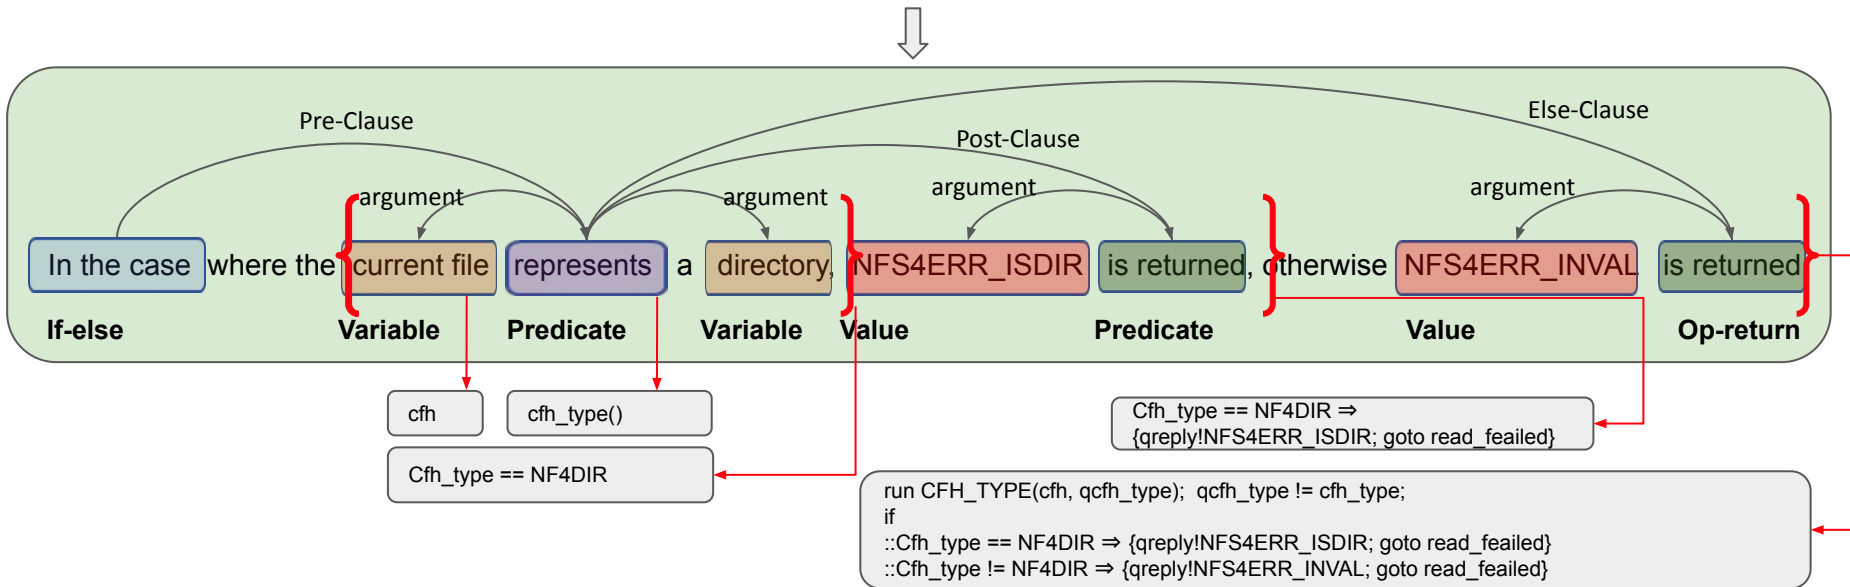 Pre-Clause
Else-Clause
Post-Clause
argument
argument
argument
argument
In the case where the current file represents a directory, NFS4ERR_ISDIR is returned, otherwise NFS4ERR_INVAL is returned
If-else
Variable
Predicate
Variable
Value
Predicate
Value
Op-return
cfh
cfh_type()
Cfh_type == NF4DIR
Cfh_type == NF4DIR ⇒
{qreply!NFS4ERR_ISDIR; goto read_feailed}
run CFH_TYPE(cfh, qcfh_type); qcfh_type != cfh_type;
if
::Cfh_type == NF4DIR ⇒ {qreply!NFS4ERR_ISDIR; goto read_feailed}
::Cfh_type != NF4DIR ⇒ {qreply!NFS4ERR_INVAL; goto read_feailed}